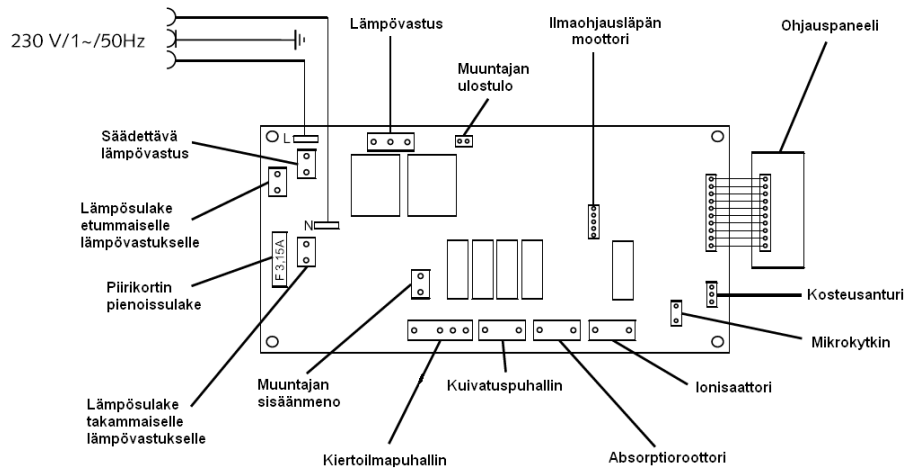 230 V/1~/50Hz
Lämpövastus
Ilmaohjausläpän
moottori
Ohjauspaneeli
Muuntajan
ulostulo
Säädettävä
lämpövastus
L
Lämpösulake
etummaiselle
lämpövastukselle
N
F 3,15A
Piirikortin
pienoissulake
Kosteusanturi
Mikrokytkin
Muuntajan
sisäänmeno
Kuivatuspuhallin
Ionisaattori
Lämpösulake
takammaiselle
lämpövastukselle
Kiertoilmapuhallin
Absorptioroottori